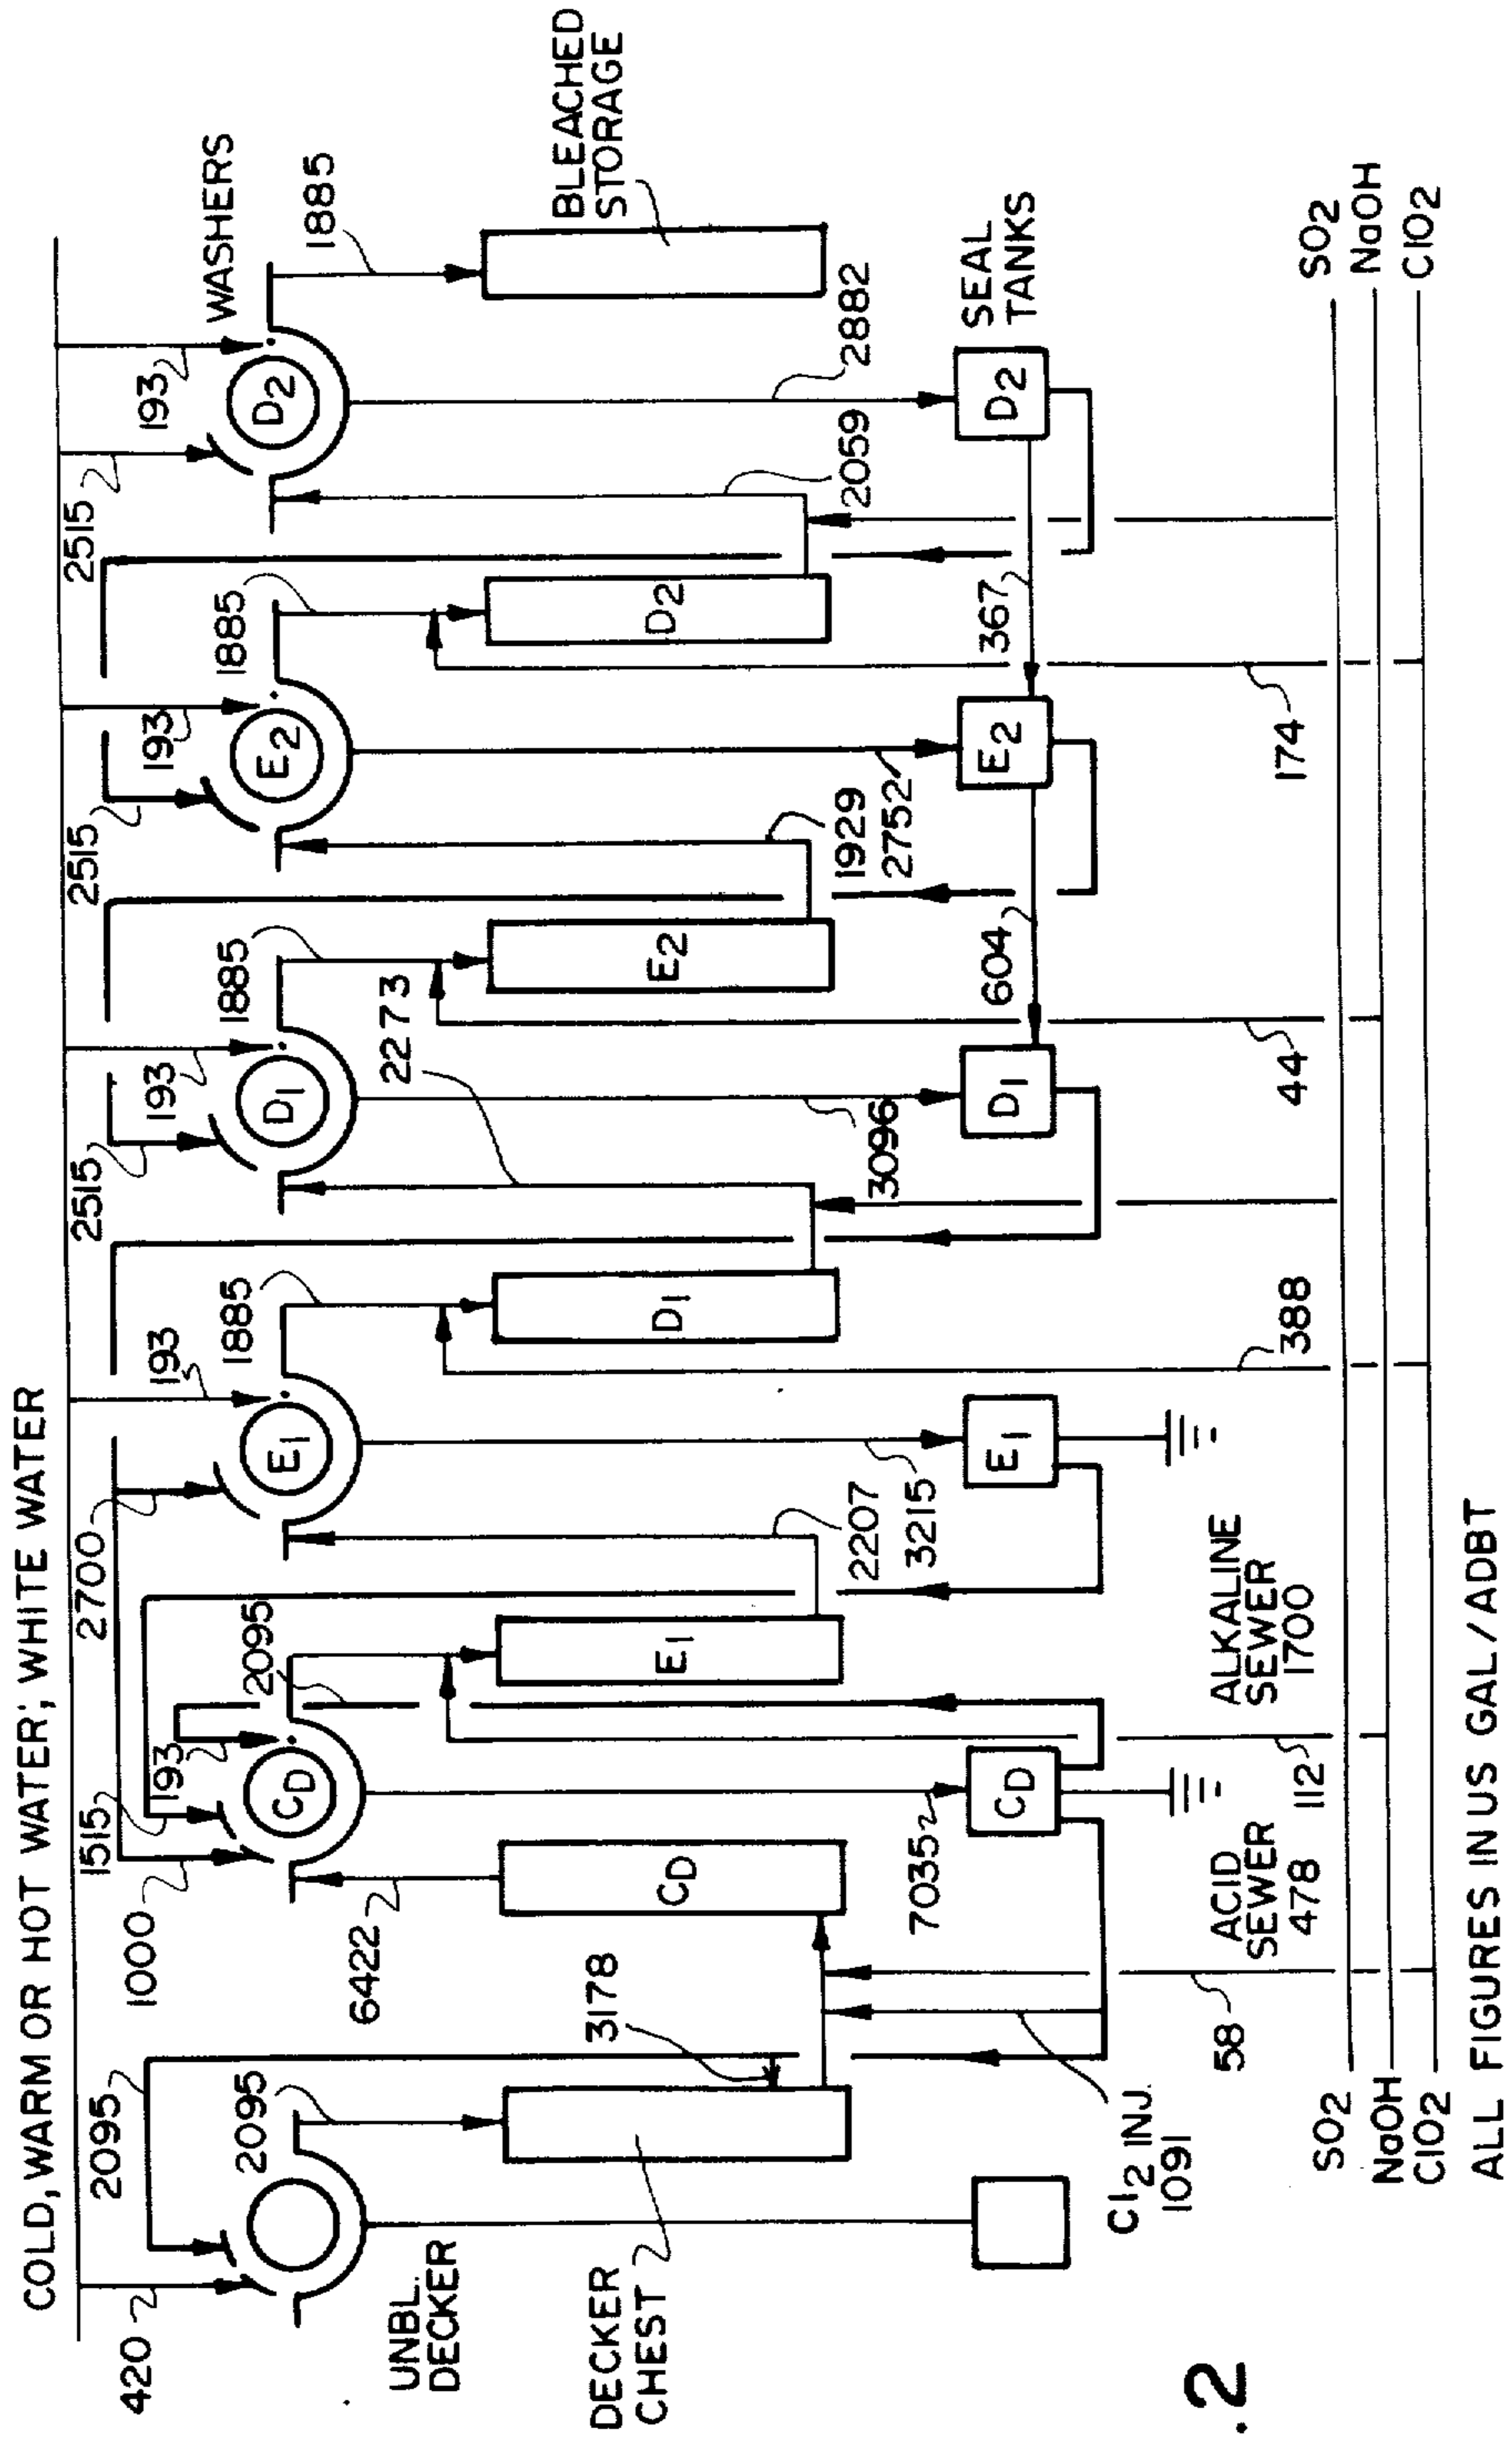 COLD, WARM OR HOT WATER; WHITE WATER
420
2095
1000
1515
193
2700
193
2515
193
2515
193
2515
193
WASHERS
2095
2095
1885
1885
1885
1885
UNBL.
DECKER
CD
E1
D1
E2
D2
6422
2273
DECKER
CHEST
3178
CD
E1
D1
E2
D2
BLEACHED
STORAGE
7035
2207
3215
3096
1929
2752
2059
2882
604
367
CD
E1
D1
E2
D2
SEAL
TANKS
Cl2 INJ.
1091
ACID
SEWER
478
ALKALINE
SEWER
1700
58
112
388
44
174
SO2
NaOH
ClO2
SO2
NaOH
ClO2
ALL FIGURES IN US GAL/ADBT
.2